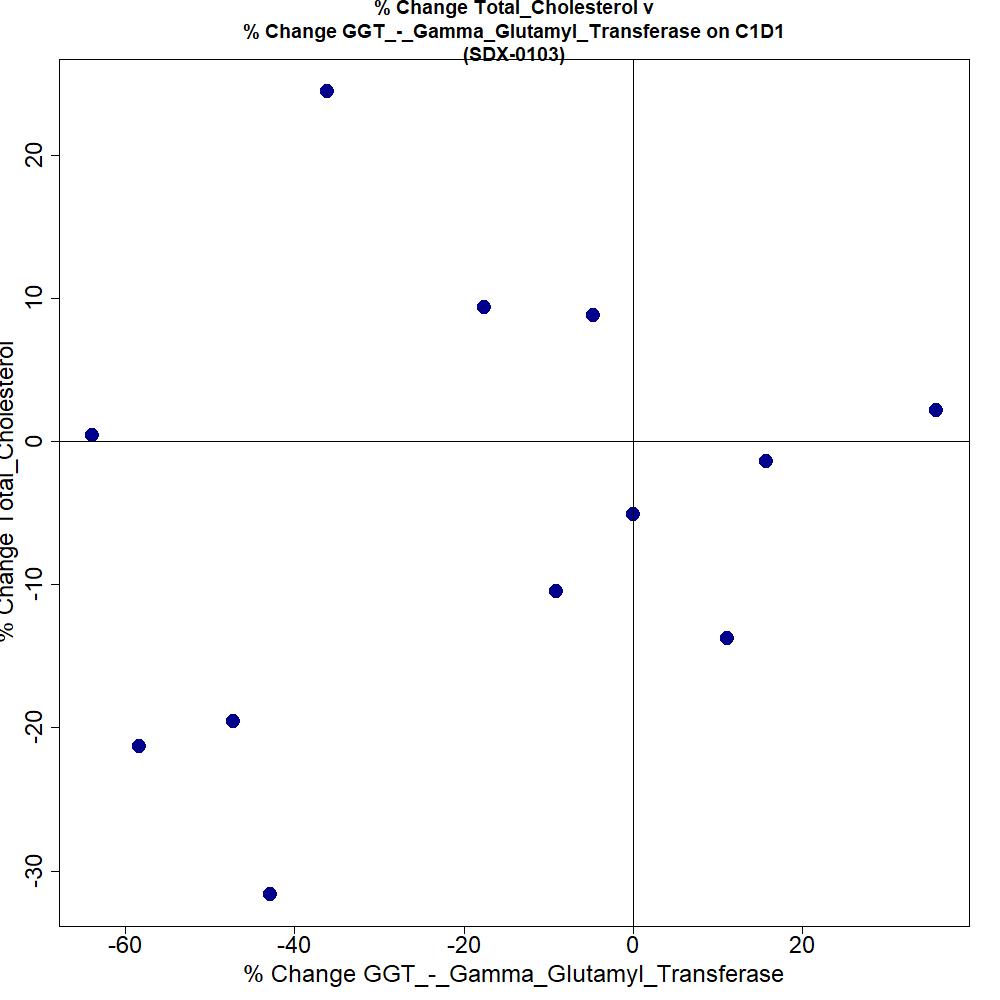 % Change Total_Cholesterol v
% Change GGT_-_Gamma_Glutamyl_Transferase on C1D1
(SDX-0103)
% Change Total_Cholesterol
20
10
0
-10
-20
-30
-60
-40
-20
0
20
% Change GGT_-_Gamma_Glutamyl_Transferase